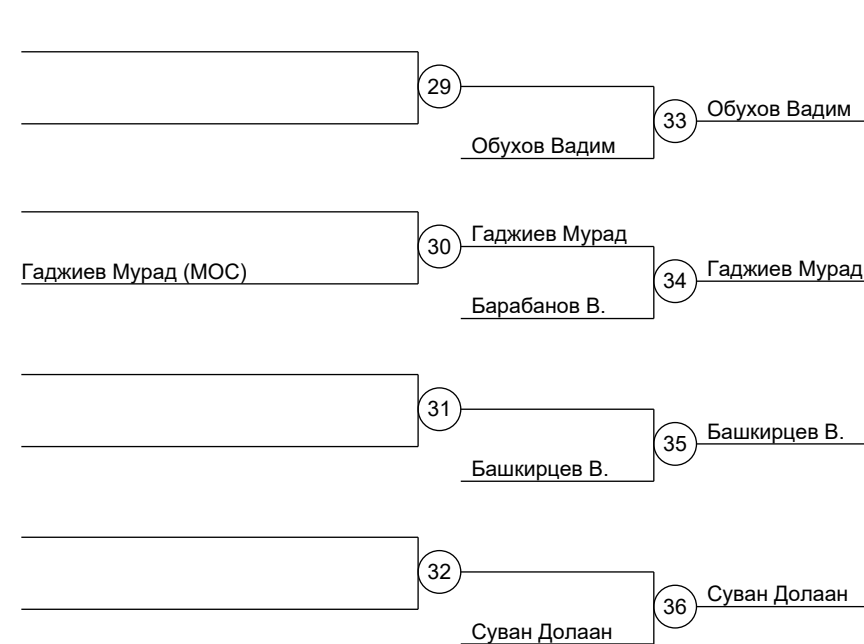 29
Обухов Вадим
33
Обухов Вадим
Гаджиев Мурад (МОС)
30
Гаджиев Мурад
Барабанов В.
34
Гаджиев Мурад
31
Башкирцев В.
35
Башкирцев В.
32
Суван Долаан
36
Суван Долаан